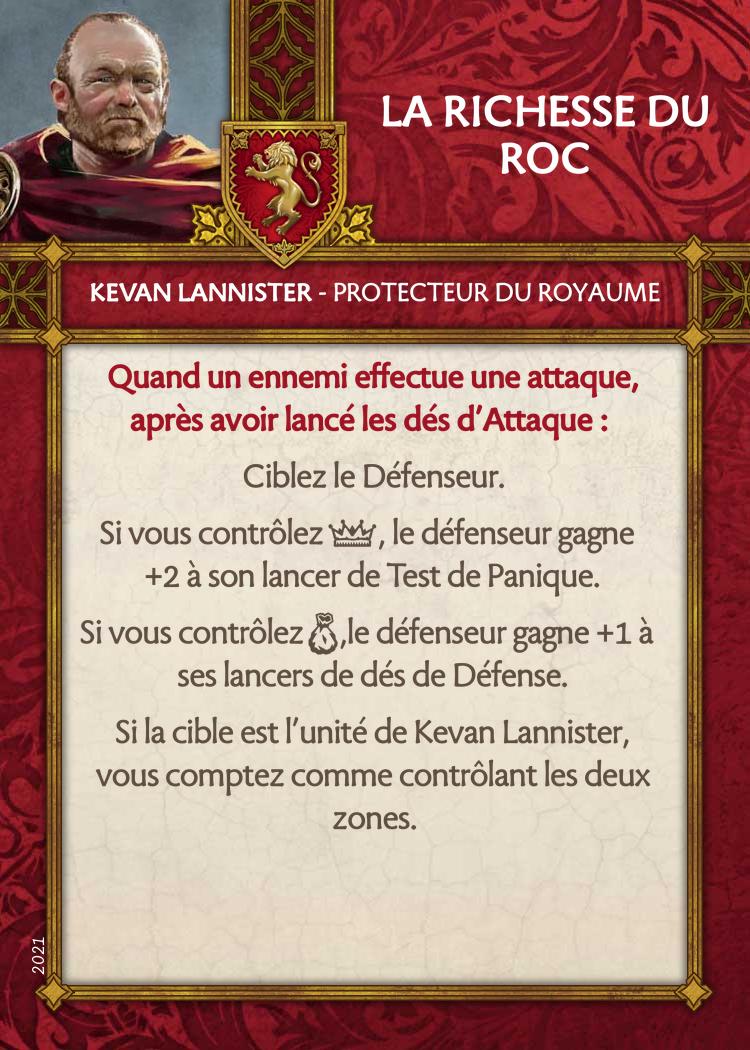 LA RICHESSE DU
ROC
KEVAN LANNISTER - PROTECTEUR DU ROYAUME
Quand un ennemi effectue une attaque,
après avoir lancé les dés d'Attaque :
Ciblez le Défenseur.
Si vous contrôlez , le défenseur gagne
+2 à son lancer de Test de Panique.
Si vous contrôlez ,le défenseur gagne +1 à
ses lancers de dés de Défense.
Si la cible est l'unité de Kevan Lannister,
vous comptez comme contrôlant les deux
zones.
2021